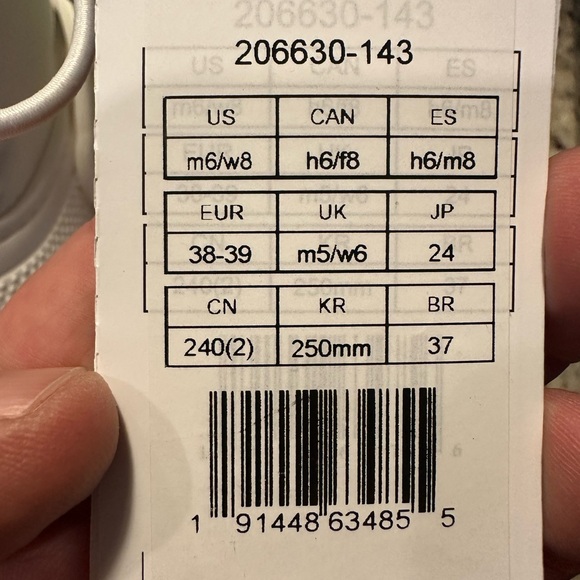 206630-143
US CAN ES
m6/w8 h6/f8 h6/m8
EUR UK JP
38-39 m5/w6 24
CN KR BR
240(2) 250mm 37
1 91448 63485 5